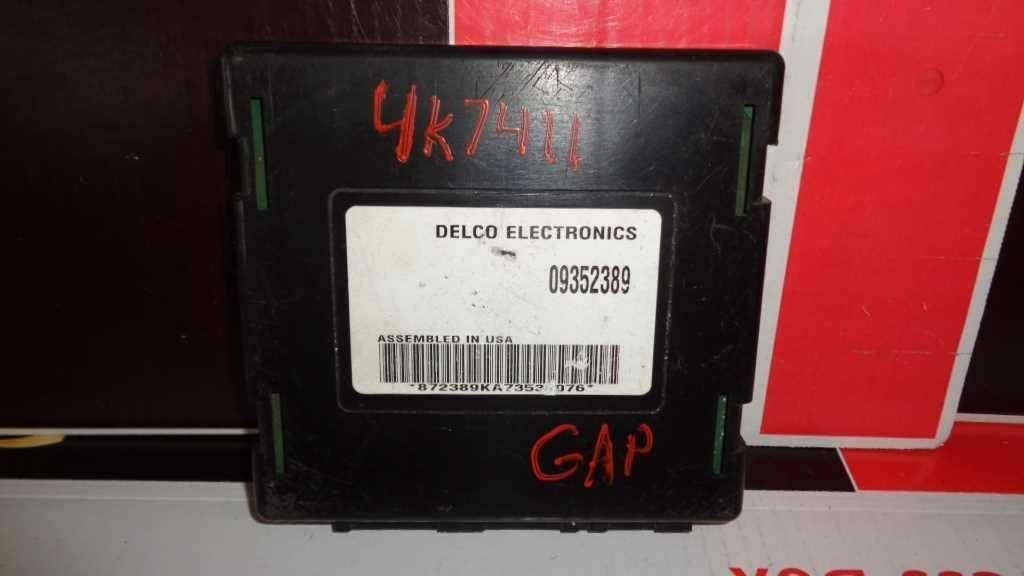 4K7411
DELCO ELECTRONICS
09352389
ASSEMBLED IN USA
GAP